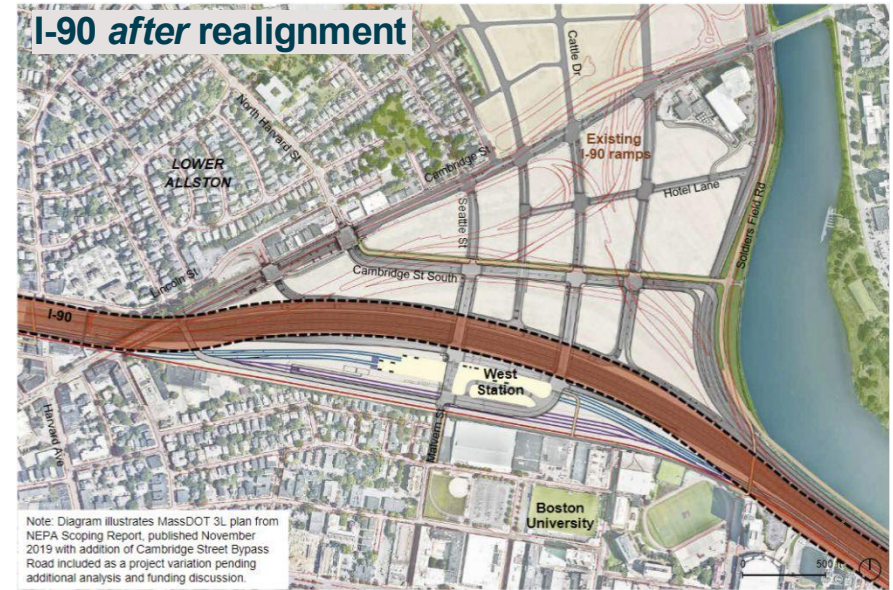 I-90 after realignment
Cattle Dr
North Harvard St
Existing
I-90 ramps
LOWER
ALLSTON
Cambridge St
Hotel Lane
Seattle St
Soldiers Field Rd
Lincoln St
Cambridge St South
I-90
West
Station
Harvard Ave
Malvern St
Boston
University
Note: Diagram illustrates MassDOT 3L plan from
NEPA Scoping Report, published November
2019 with addition of Cambridge Street Bypass
Road included as a project variation pending
additional analysis and funding discussion.
0 500